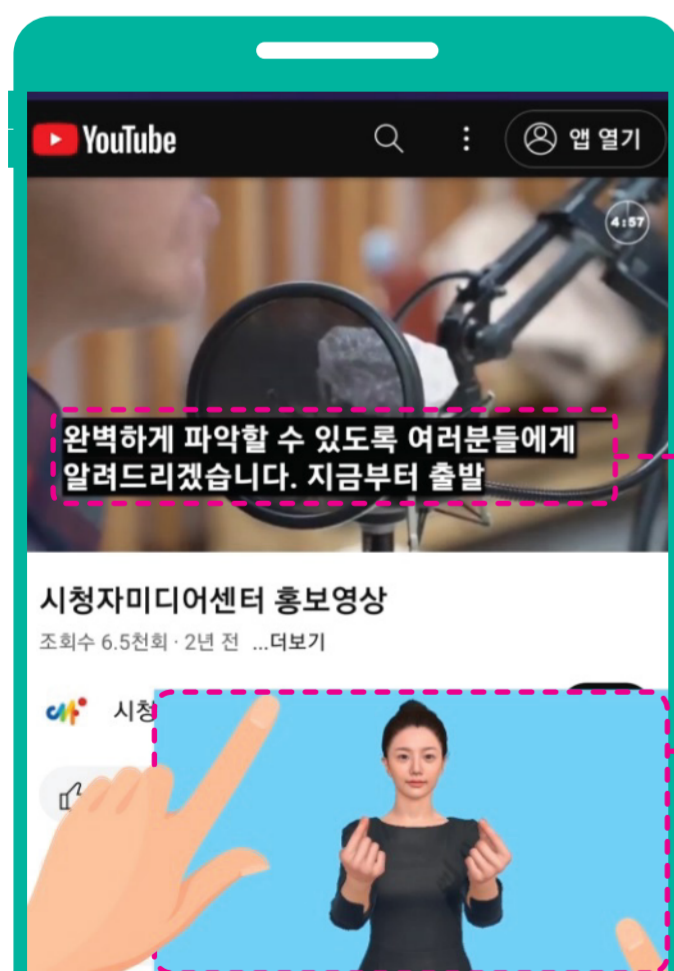 YouTube
앱 열기
4:57
완벽하게 파악할 수 있도록 여러분들에게
알려드리겠습니다. 지금부터 출발
시청자미디어센터 홍보영상
조회수 6.5천회 · 2년 전 ...더보기
시청